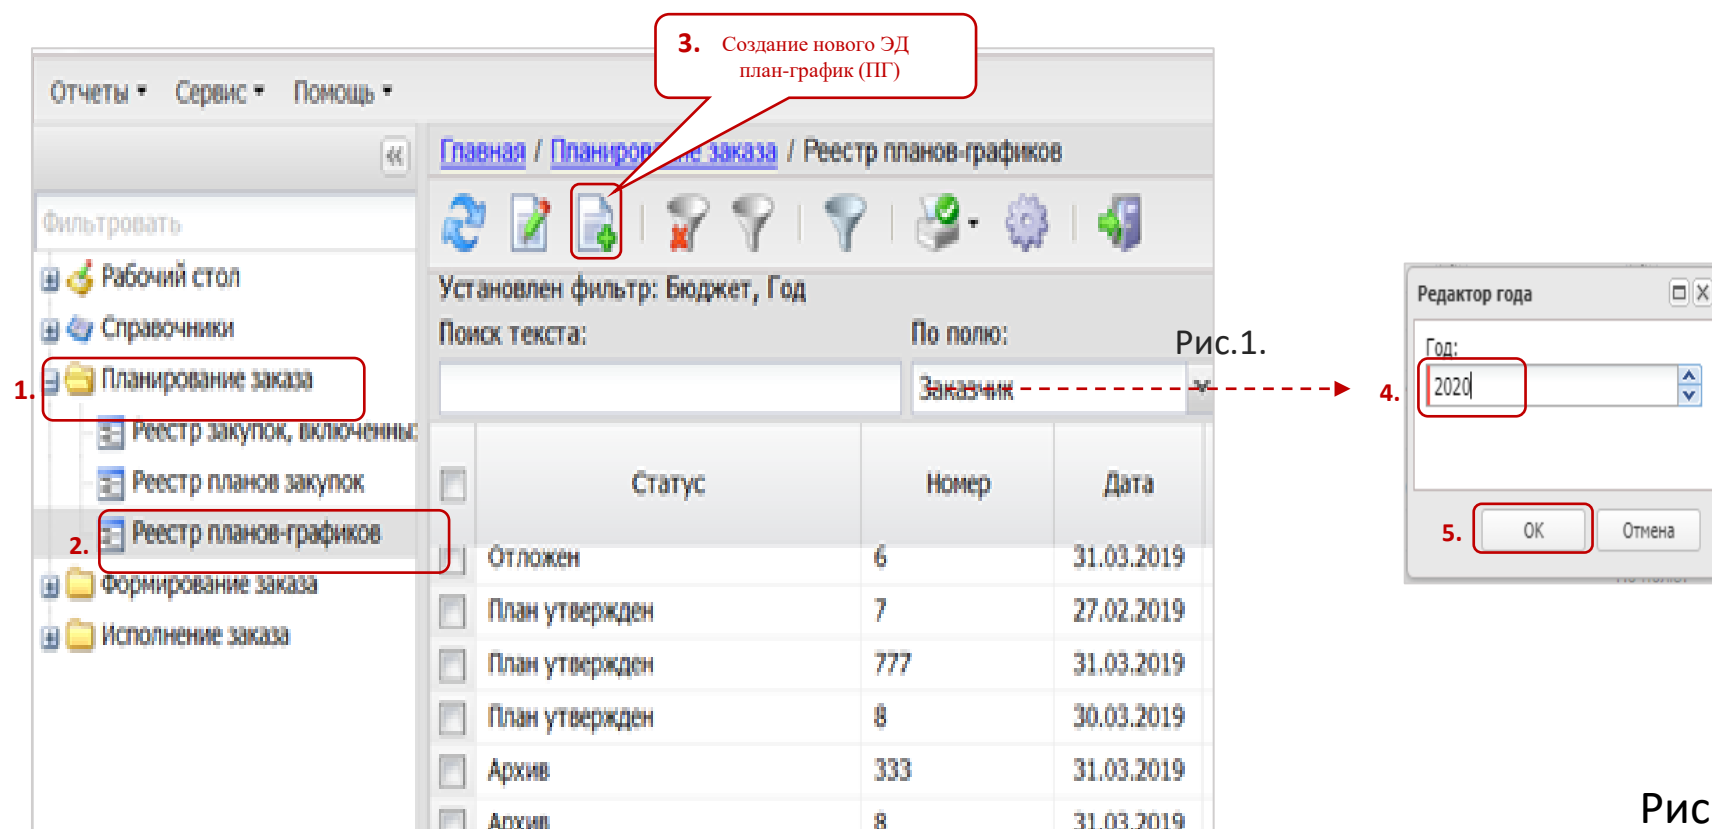 3. Создание нового ЭД
план-график (ПГ)
Отчеты Сервис Помощь
Главная / Планирование заказа / Реестр планов-графиков
Фильтровать
Рабочий стол
Справочники
1. Планирование заказа
Реестр закупок, включенны
Реестр планов закупок
2. Реестр планов-графиков
Формирование заказа
Исполнение заказа
Установлен фильтр: Бюджет, Год
Поиск текста: По полю:
Заказчик
Рис.1.
Статус Номер Дата
Отложен 6 31.03.2019
План утвержден 7 27.02.2019
План утвержден 777 31.03.2019
План утвержден 8 30.03.2019
Архив 333 31.03.2019
Архив 8 31.03.2019
Редактор года
Год:
4. 2020
5. OK Отмена
Рис